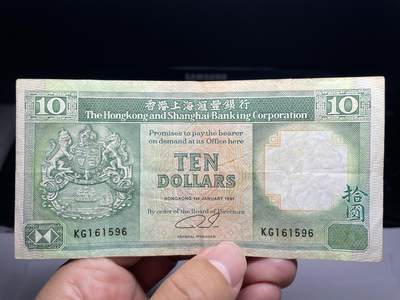 10 香港上海滙豐銀行 10
The Hongkong and Shanghai Banking Corporation
Promises to pay the bearer
on demand at its Office here
TEN
DOLLARS
拾圓
HONGKONG 1st JANUARY 1991
By order of the Board of Directors
KG161596 KG161596
GENERAL MANAGER